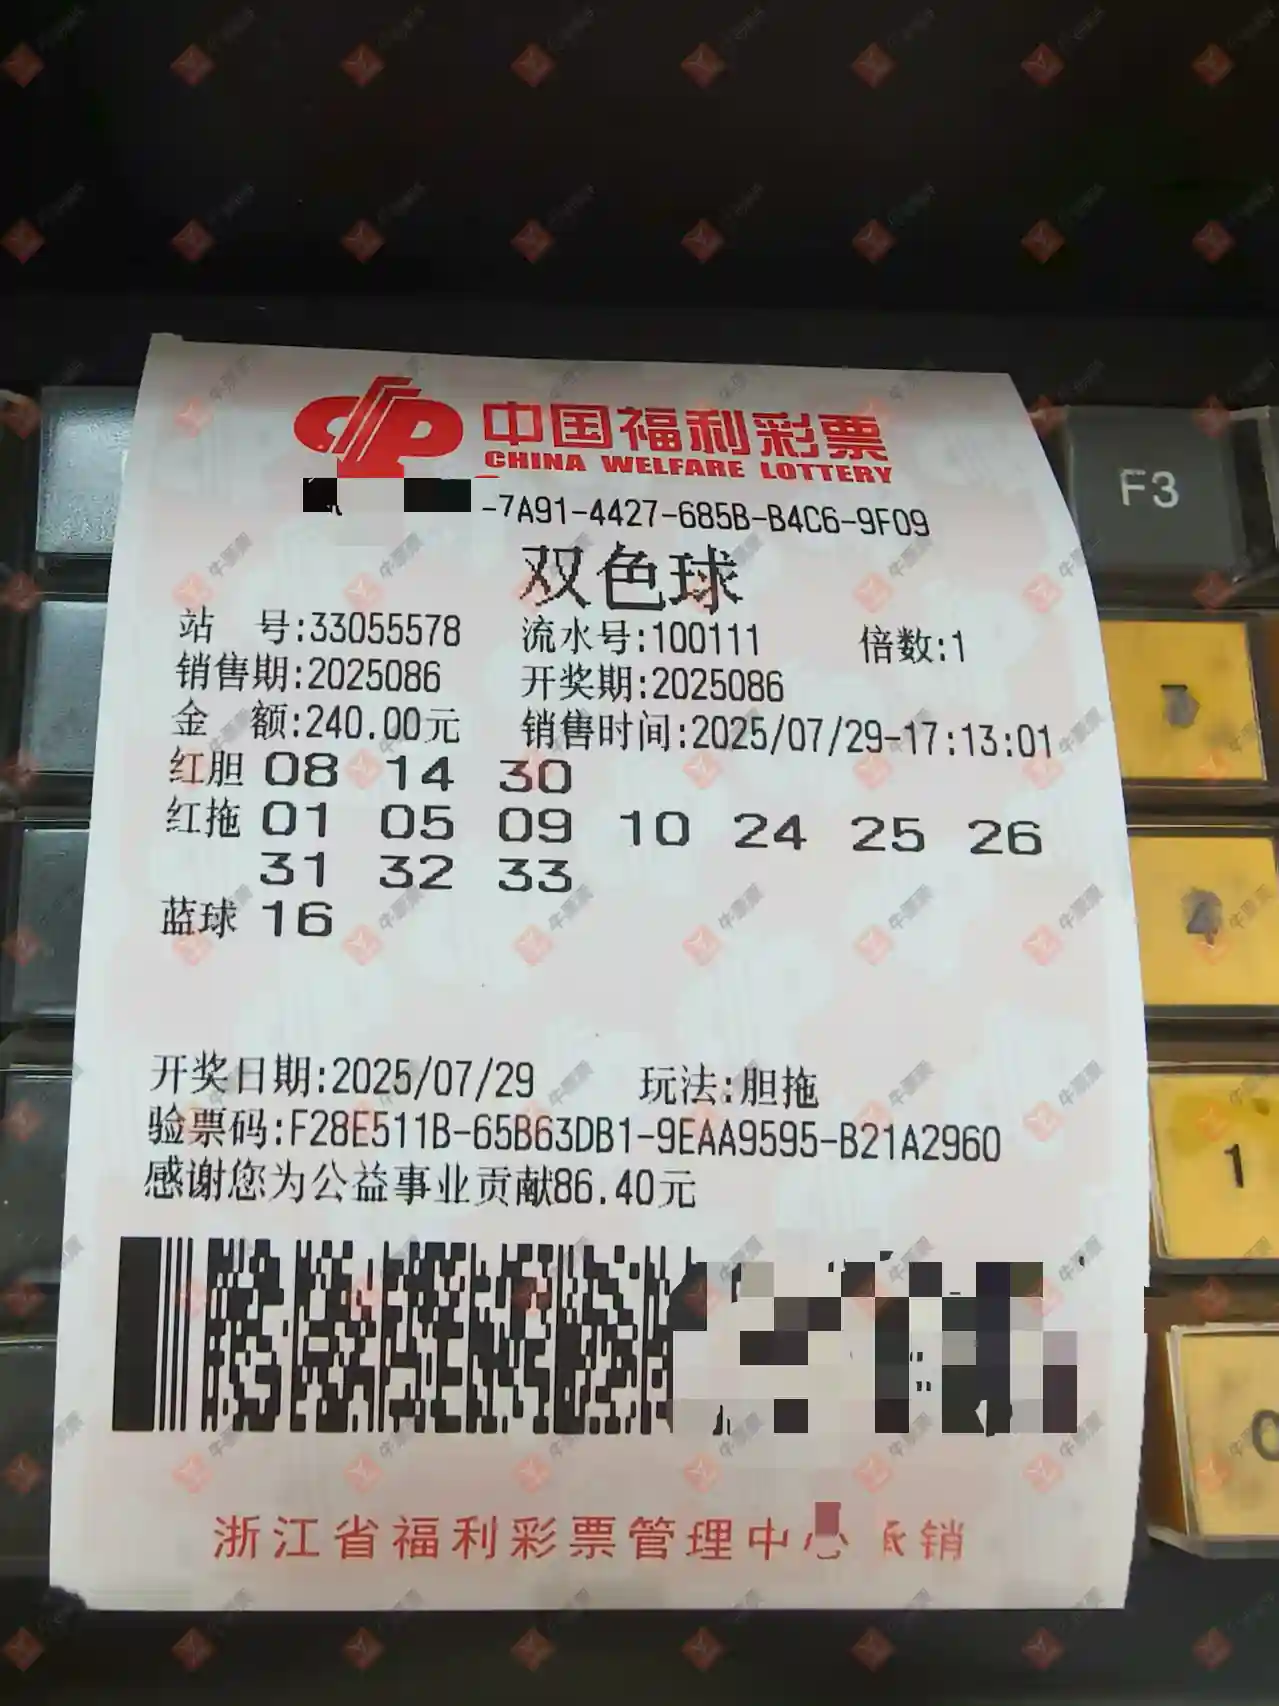 中国福利彩票
CHINA WELFARE LOTTERY
-7A91-4427-685B-B4C6-9F09
双色球
站 号:33055578 流水号:100111 倍数:1
销售期:2025086 开奖期:2025086
金 额:240.00元 销售时间:2025/07/29-17:13:01
红胆 08 14 30
红拖 01 05 09 10 24 25 26
31 32 33
蓝球 16
开奖日期:2025/07/29 玩法:胆拖
验票码:F28E511B-65B63DB1-9EAA9595-B21A2960
感谢您为公益事业贡献86.40元
浙江省福利彩票管理中心 承销
F3
1
0